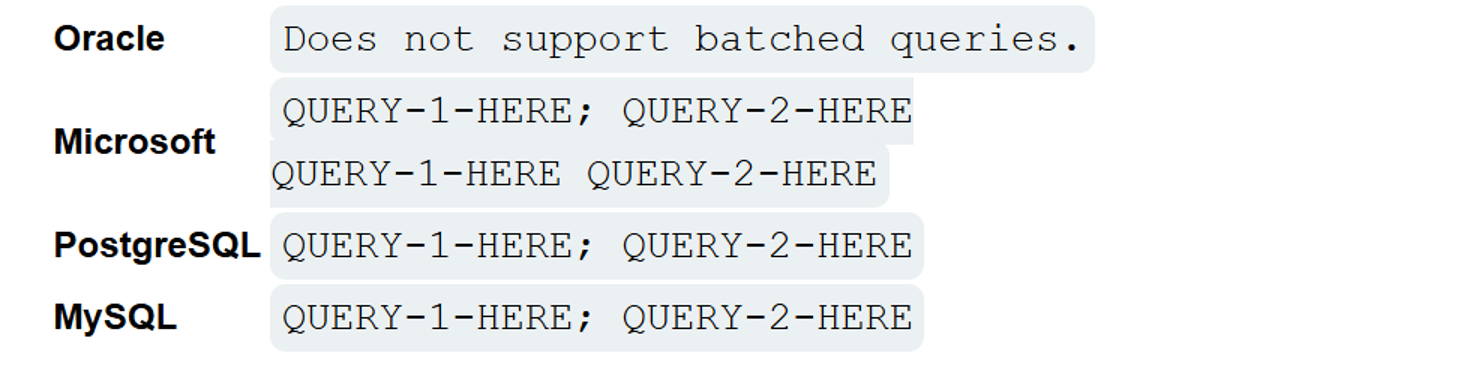 Oracle Does not support batched queries.
Microsoft QUERY-1-HERE; QUERY-2-HERE
QUERY-1-HERE QUERY-2-HERE
PostgreSQL QUERY-1-HERE; QUERY-2-HERE
MySQL QUERY-1-HERE; QUERY-2-HERE